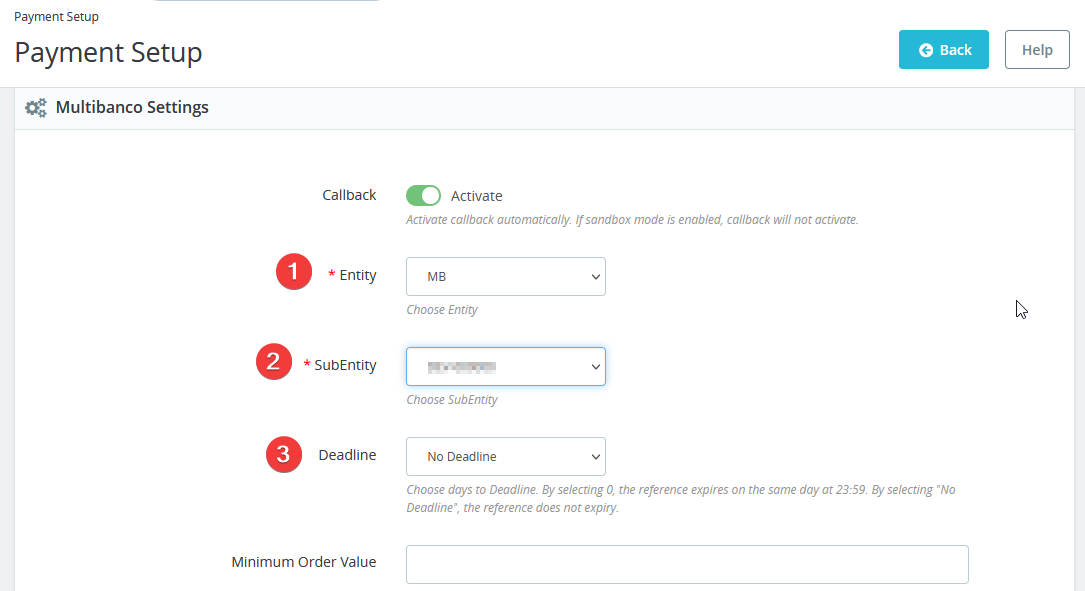 Payment Setup
Payment Setup
Back
Help
Multibanco Settings
Callback
Activate
Activate callback automatically. If sandbox mode is enabled, callback will not activate.
1
* Entity
MB
Choose Entity
2
* SubEntity
Choose SubEntity
3
Deadline
No Deadline
Choose days to Deadline. By selecting 0, the reference expires on the same day at 23:59. By selecting "No
Deadline", the reference does not expiry.
Minimum Order Value